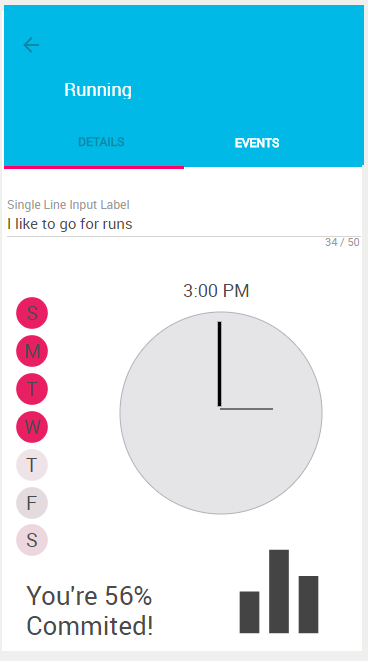 Running
DETAILS
EVENTS
Single Line Input Label
I like to go for runs
34 / 50
3:00 PM
S
M
T
W
T
F
S
You're 56%
Commited!